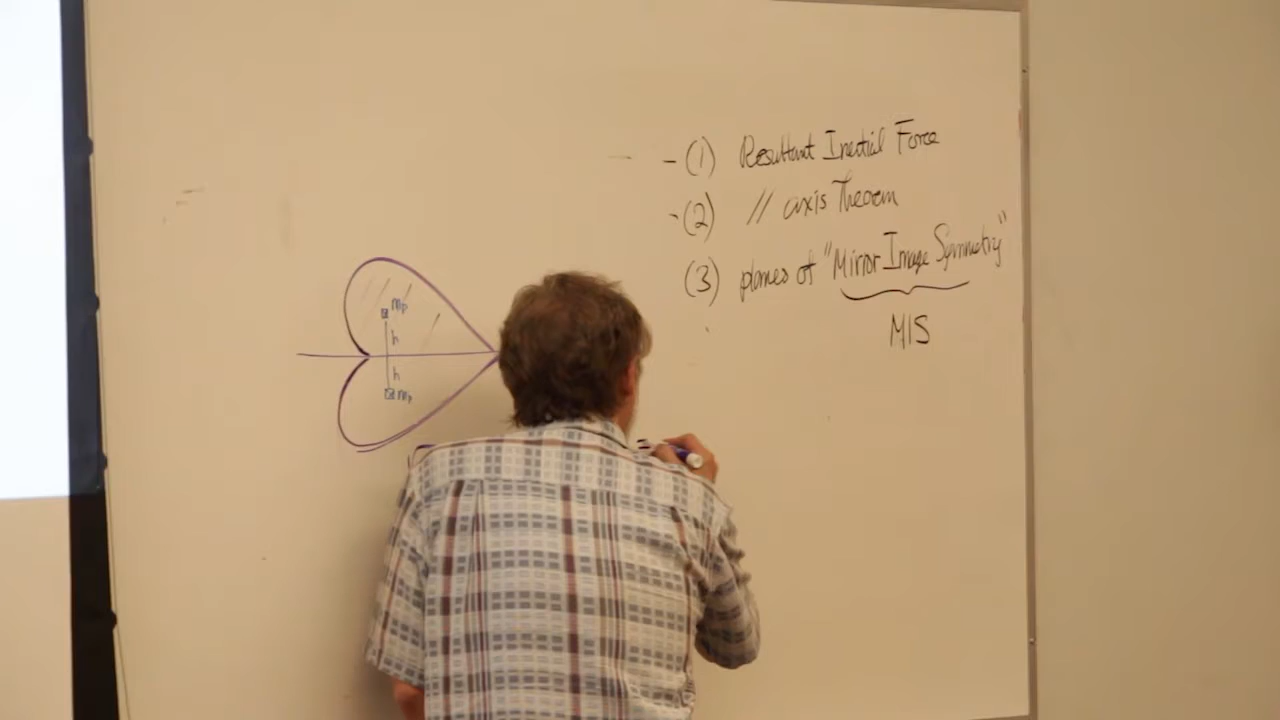 - (1) Resultant Inertial Force
- (2) // axis Theorem
(3) planes of "Mirror Image Symmetry"
MIS
mp
h
h
mp